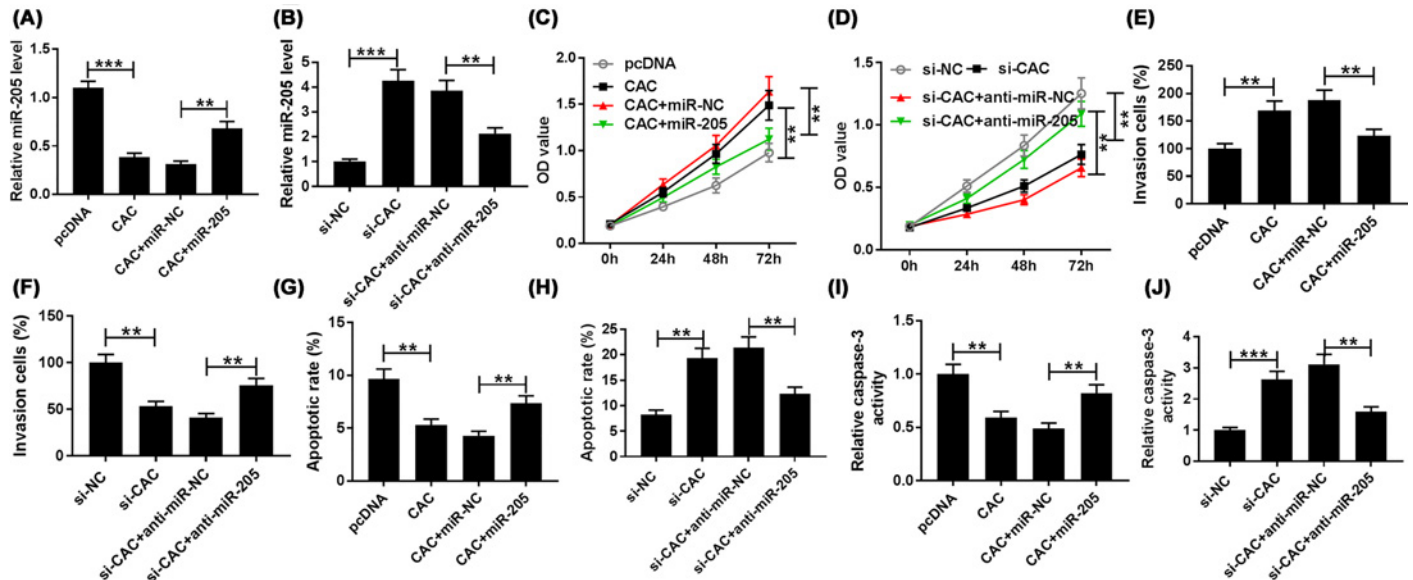 (A)
Relative miR-205 level
1.5
1.0
0.5
0.0
***
**
pcDNA
CAC
CAC+miR-NC
CAC+miR-205
(B)
Relative miR-205 level
6
5
4
3
2
1
0
***
**
si-NC
si-CAC
si-CAC+anti-miR-NC
si-CAC+anti-miR-205
(C)
OD value
2.0
1.5
1.0
0.5
0.0
pcDNA
CAC
CAC+miR-NC
CAC+miR-205
**
**
0h
24h
48h
72h
(D)
OD value
1.5
1.0
0.5
0.0
si-NC
si-CAC
si-CAC+anti-miR-NC
si-CAC+anti-miR-205
**
**
0h
24h
48h
72h
(E)
Invasion cells (%)
250
200
150
100
50
0
**
**
pcDNA
CAC
CAC+miR-NC
CAC+miR-205
(F)
Invasion cells (%)
150
100
50
0
**
**
si-NC
si-CAC
si-CAC+anti-miR-NC
si-CAC+anti-miR-205
(G)
Apoptotic rate (%)
15
10
5
0
**
**
pcDNA
CAC
CAC+miR-NC
CAC+miR-205
(H)
Apoptotic rate (%)
25
20
15
10
5
0
**
**
si-NC
si-CAC
si-CAC+anti-miR-NC
si-CAC+anti-miR-205
(I)
Relative caspase-3
activity
1.5
1.0
0.5
0.0
**
**
pcDNA
CAC
CAC+miR-NC
CAC+miR-205
(J)
Relative caspase-3
activity
4
3
2
1
0
***
**
si-NC
si-CAC
si-CAC+anti-miR-NC
si-CAC+anti-miR-205